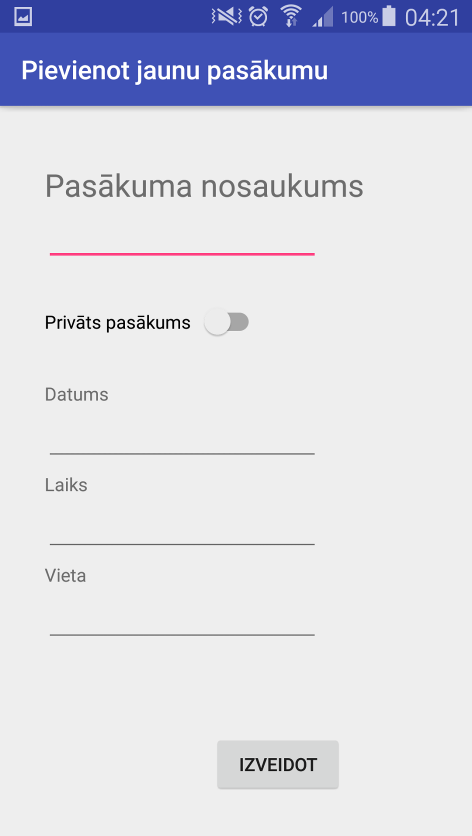 100% 04:21
Pievienot jaunu pasākumu
Pasākuma nosaukums
Privāts pasākums
Datums
Laiks
Vieta
IZVEIDOT